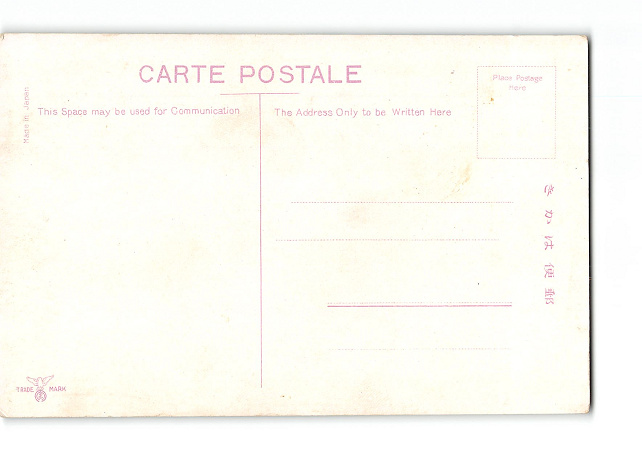 CARTE POSTALE
Made in Japan
This Space may be used for Communication
The Address Only to be Written Here
Place Postage
Here
郵便はかき
TRADE MARK